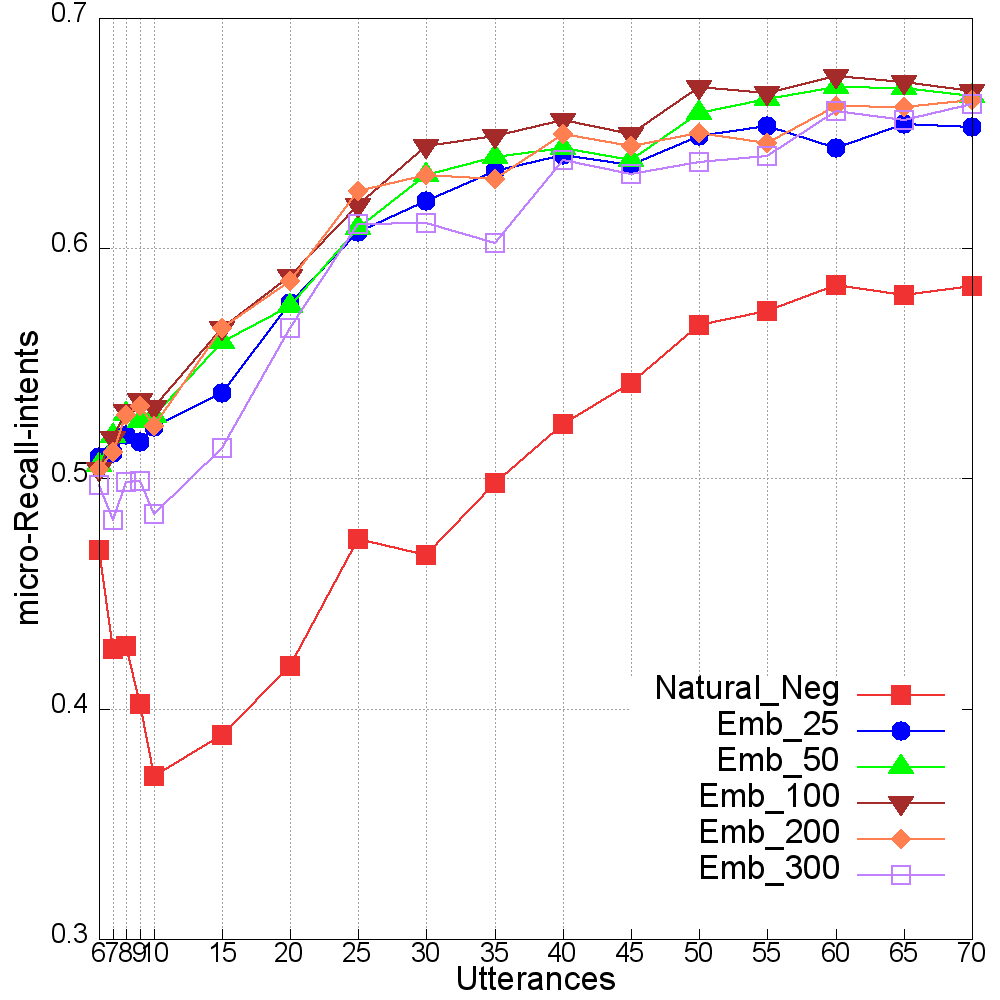 0.7
0.6
0.5
0.4
0.3
micro-Recall-intents
Natural_Neg
Emb_25
Emb_50
Emb_100
Emb_200
Emb_300
6 7 8 9 10 15 20 25 30 35 40 45 50 55 60 65 70
Utterances